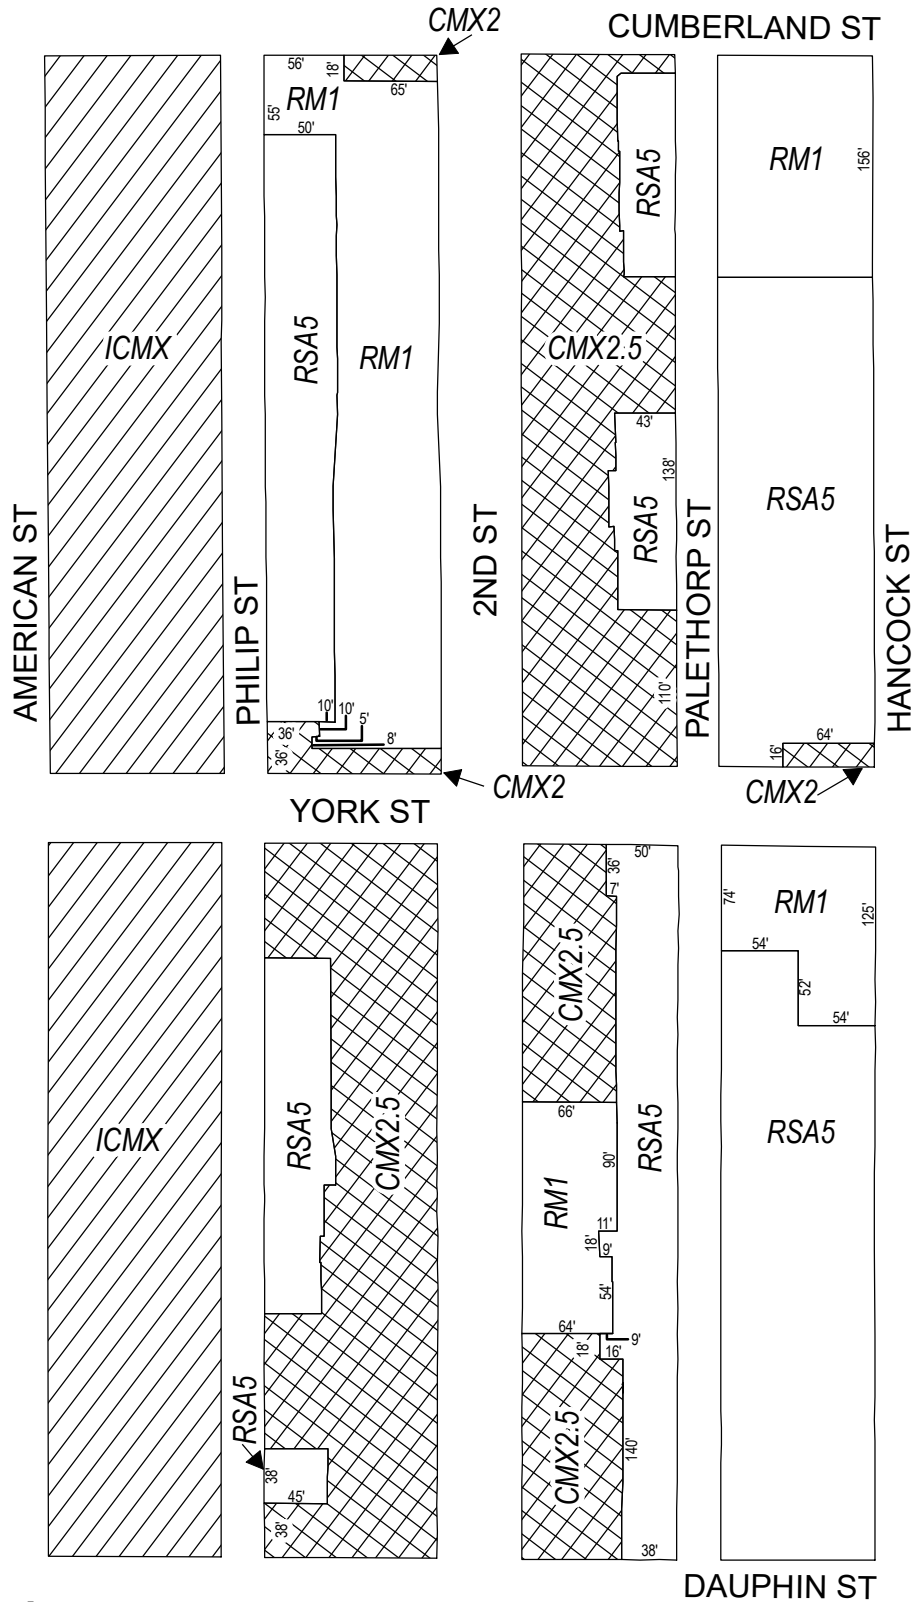 CMX2
CUMBERLAND ST
56'
18'
65'
RM1
55'
50'
RSA5
RM1
156'
ICMX
RSA5
RM1
CMX2.5
43'
138'
RSA5
RSA5
AMERICAN ST
PHILIP ST
2ND ST
PALETHORP ST
HANCOCK ST
110'
10'
10'
5'
36'
8'
36'
64'
16'
CMX2
CMX2
YORK ST
50'
36'
7'
74'
RM1
125'
54'
CMX2.5
52'
54'
66'
ICMX
RSA5
CMX2.5
RSA5
RSA5
90'
RM1
11'
18'
9'
54'
64'
9'
18'
16'
RSA5
CMX2.5
140'
38'
45'
38'
38'
DAUPHIN ST